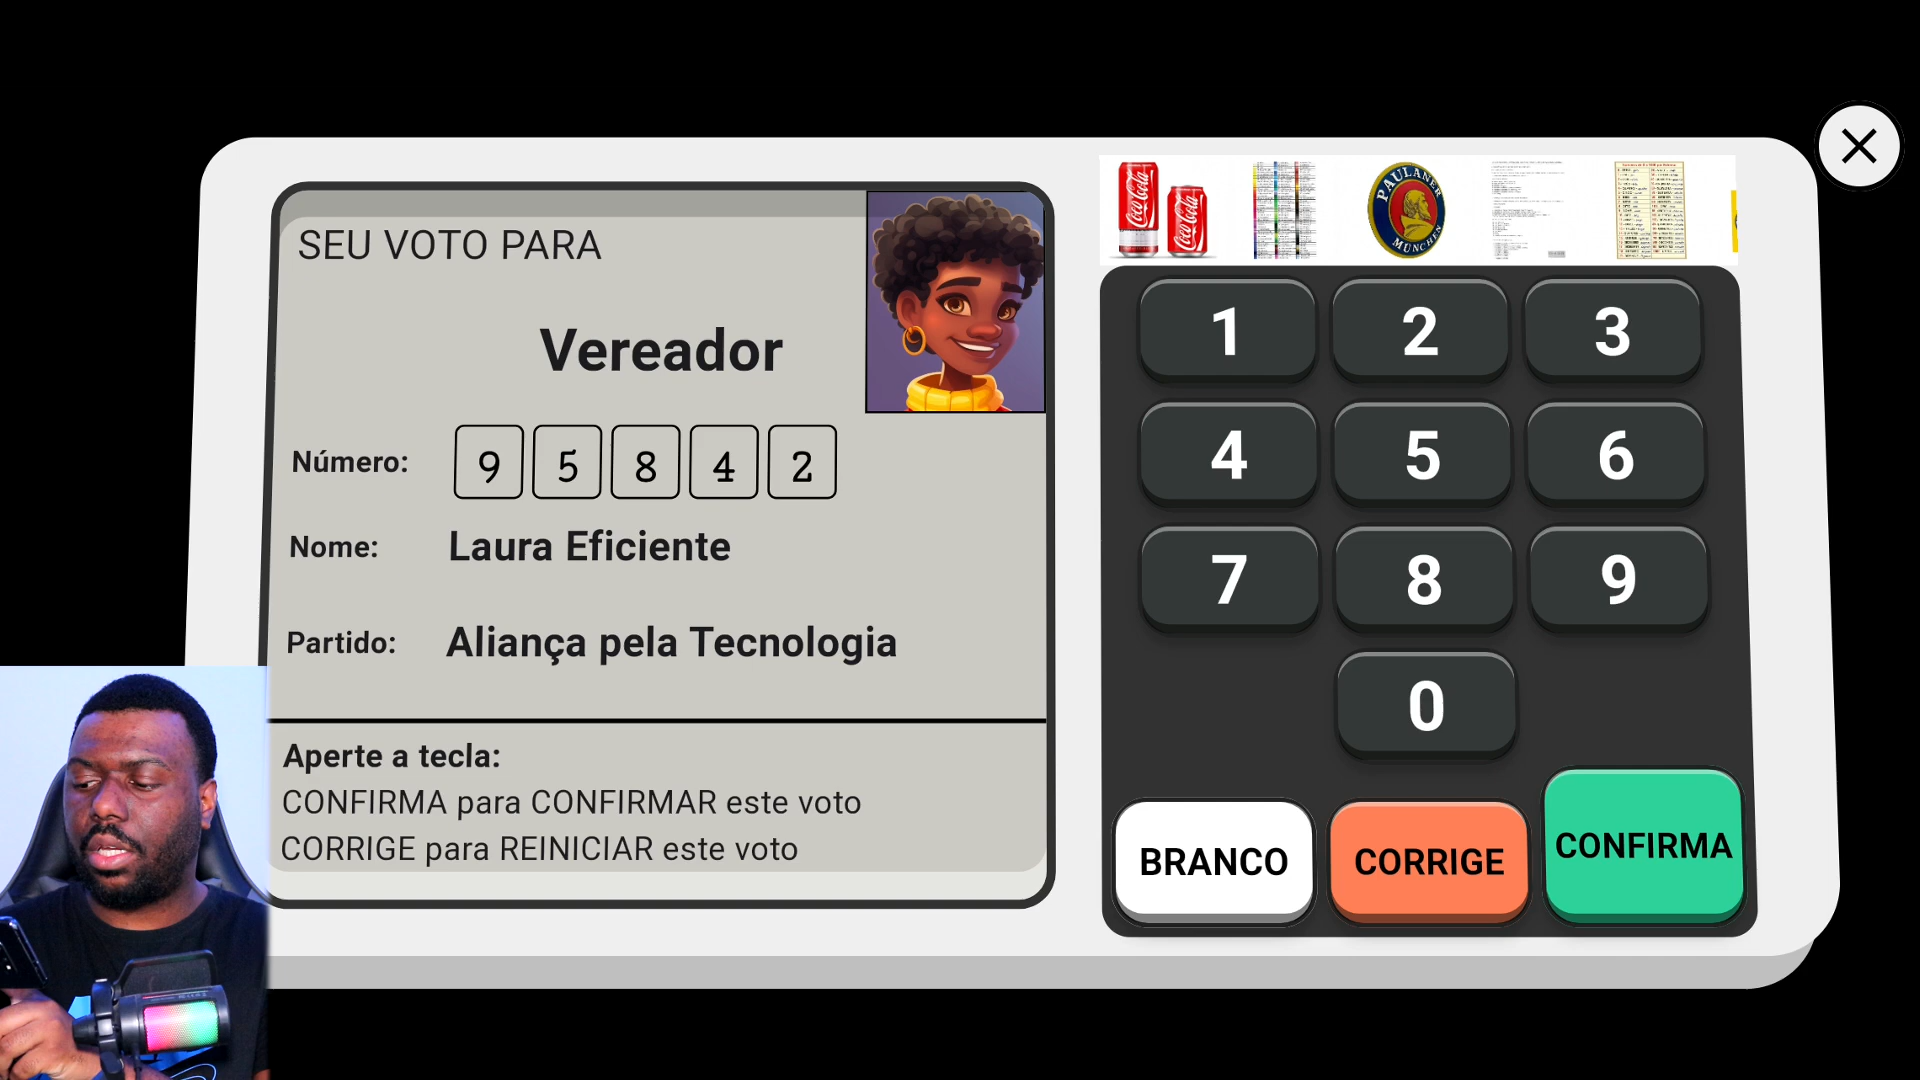 SEU VOTO PARA
Vereador
Número: 9 5 8 4 2
Nome: Laura Eficiente
Partido: Aliança pela Tecnologia
Aperte a tecla:
CONFIRMA para CONFIRMAR este voto
CORRIGE para REINICIAR este voto
Coca-Cola
Coca-Cola
PAULANER
MÜNCHEN
1 2 3
4 5 6
7 8 9
0
BRANCO CORRIGE CONFIRMA